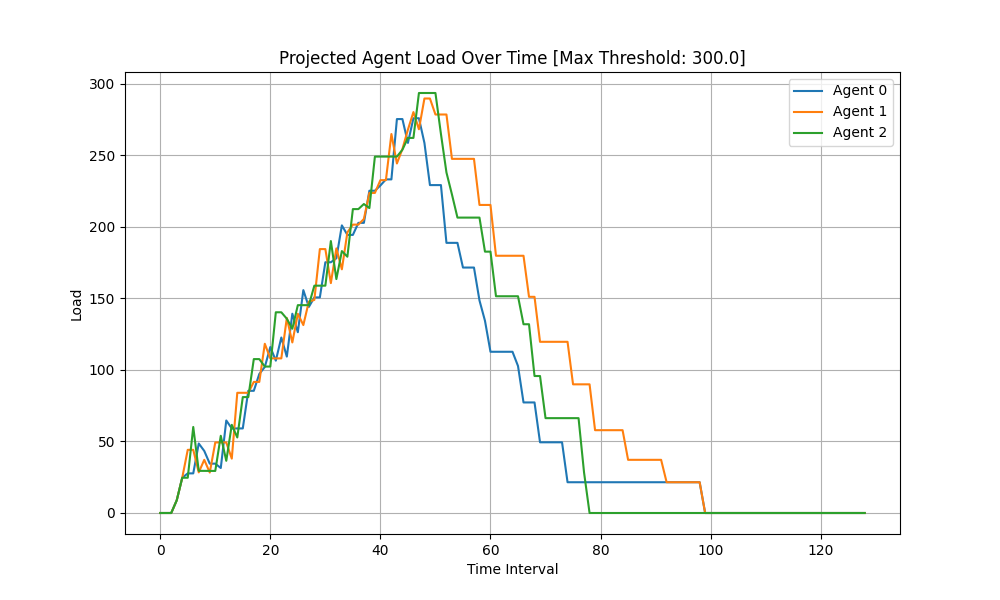 Projected Agent Load Over Time [Max Threshold: 300.0]
Agent 0
Agent 1
Agent 2
Load
300
250
200
150
100
50
0
0 20 40 60 80 100 120
Time Interval